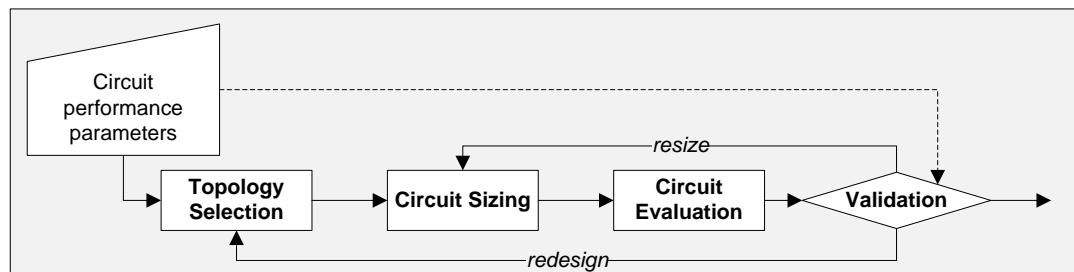 Circuit
performance
parameters
resize
Topology
Selection
Circuit Sizing
Circuit
Evaluation
Validation
redesign